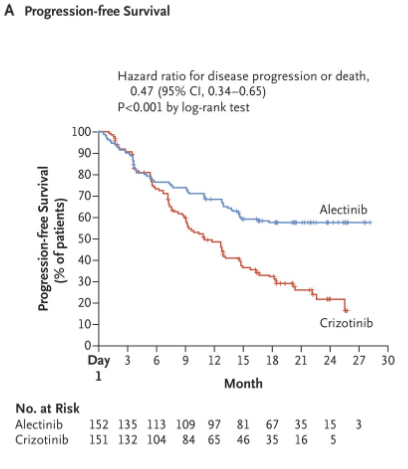 A Progression-free Survival
Hazard ratio for disease progression or death,
0.47 (95% CI, 0.34–0.65)
P<0.001 by log-rank test
Progression-free Survival
(% of patients)
100
90
80
70
60
50
40
30
20
10
0
Alectinib
Crizotinib
Day 1 3 6 9 12 15 18 21 24 27 30
Month
No. at Risk
Alectinib 152 135 113 109 97 81 67 35 15 3
Crizotinib 151 132 104 84 65 46 35 16 5